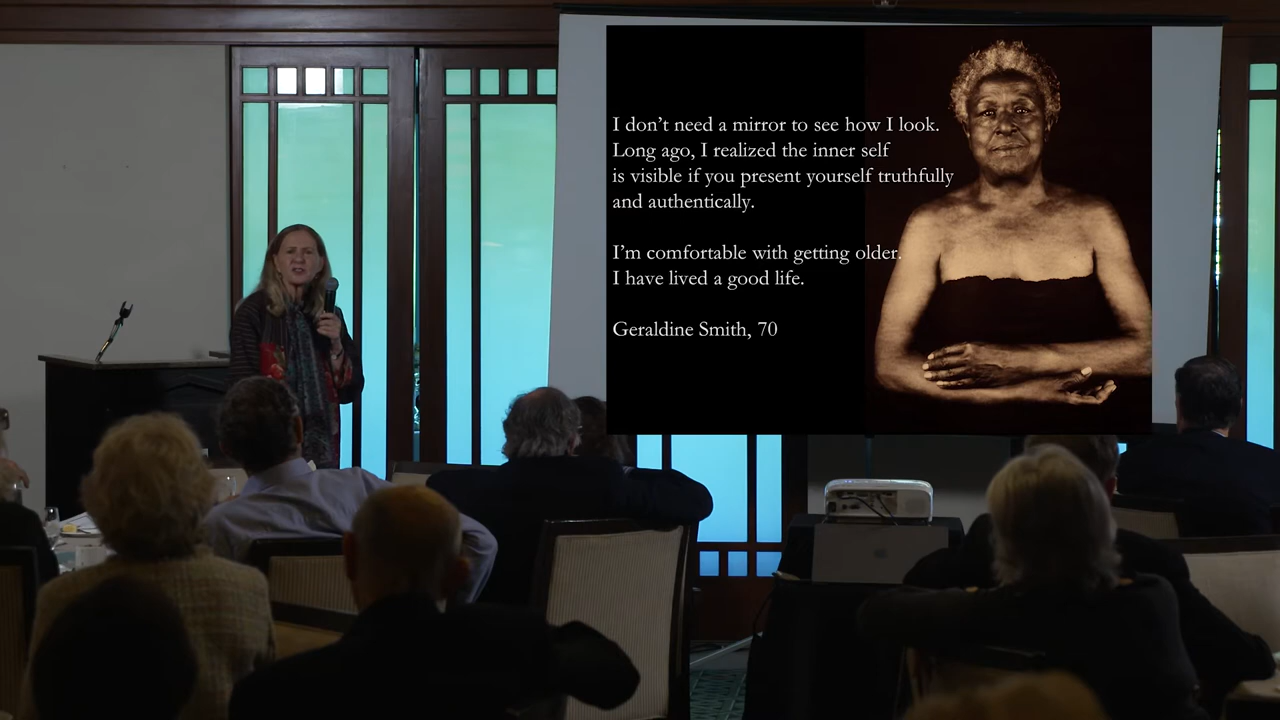 I don't need a mirror to see how I look.
Long ago, I realized the inner self
is visible if you present yourself truthfully
and authentically.
I'm comfortable with getting older.
I have lived a good life.
Geraldine Smith, 70